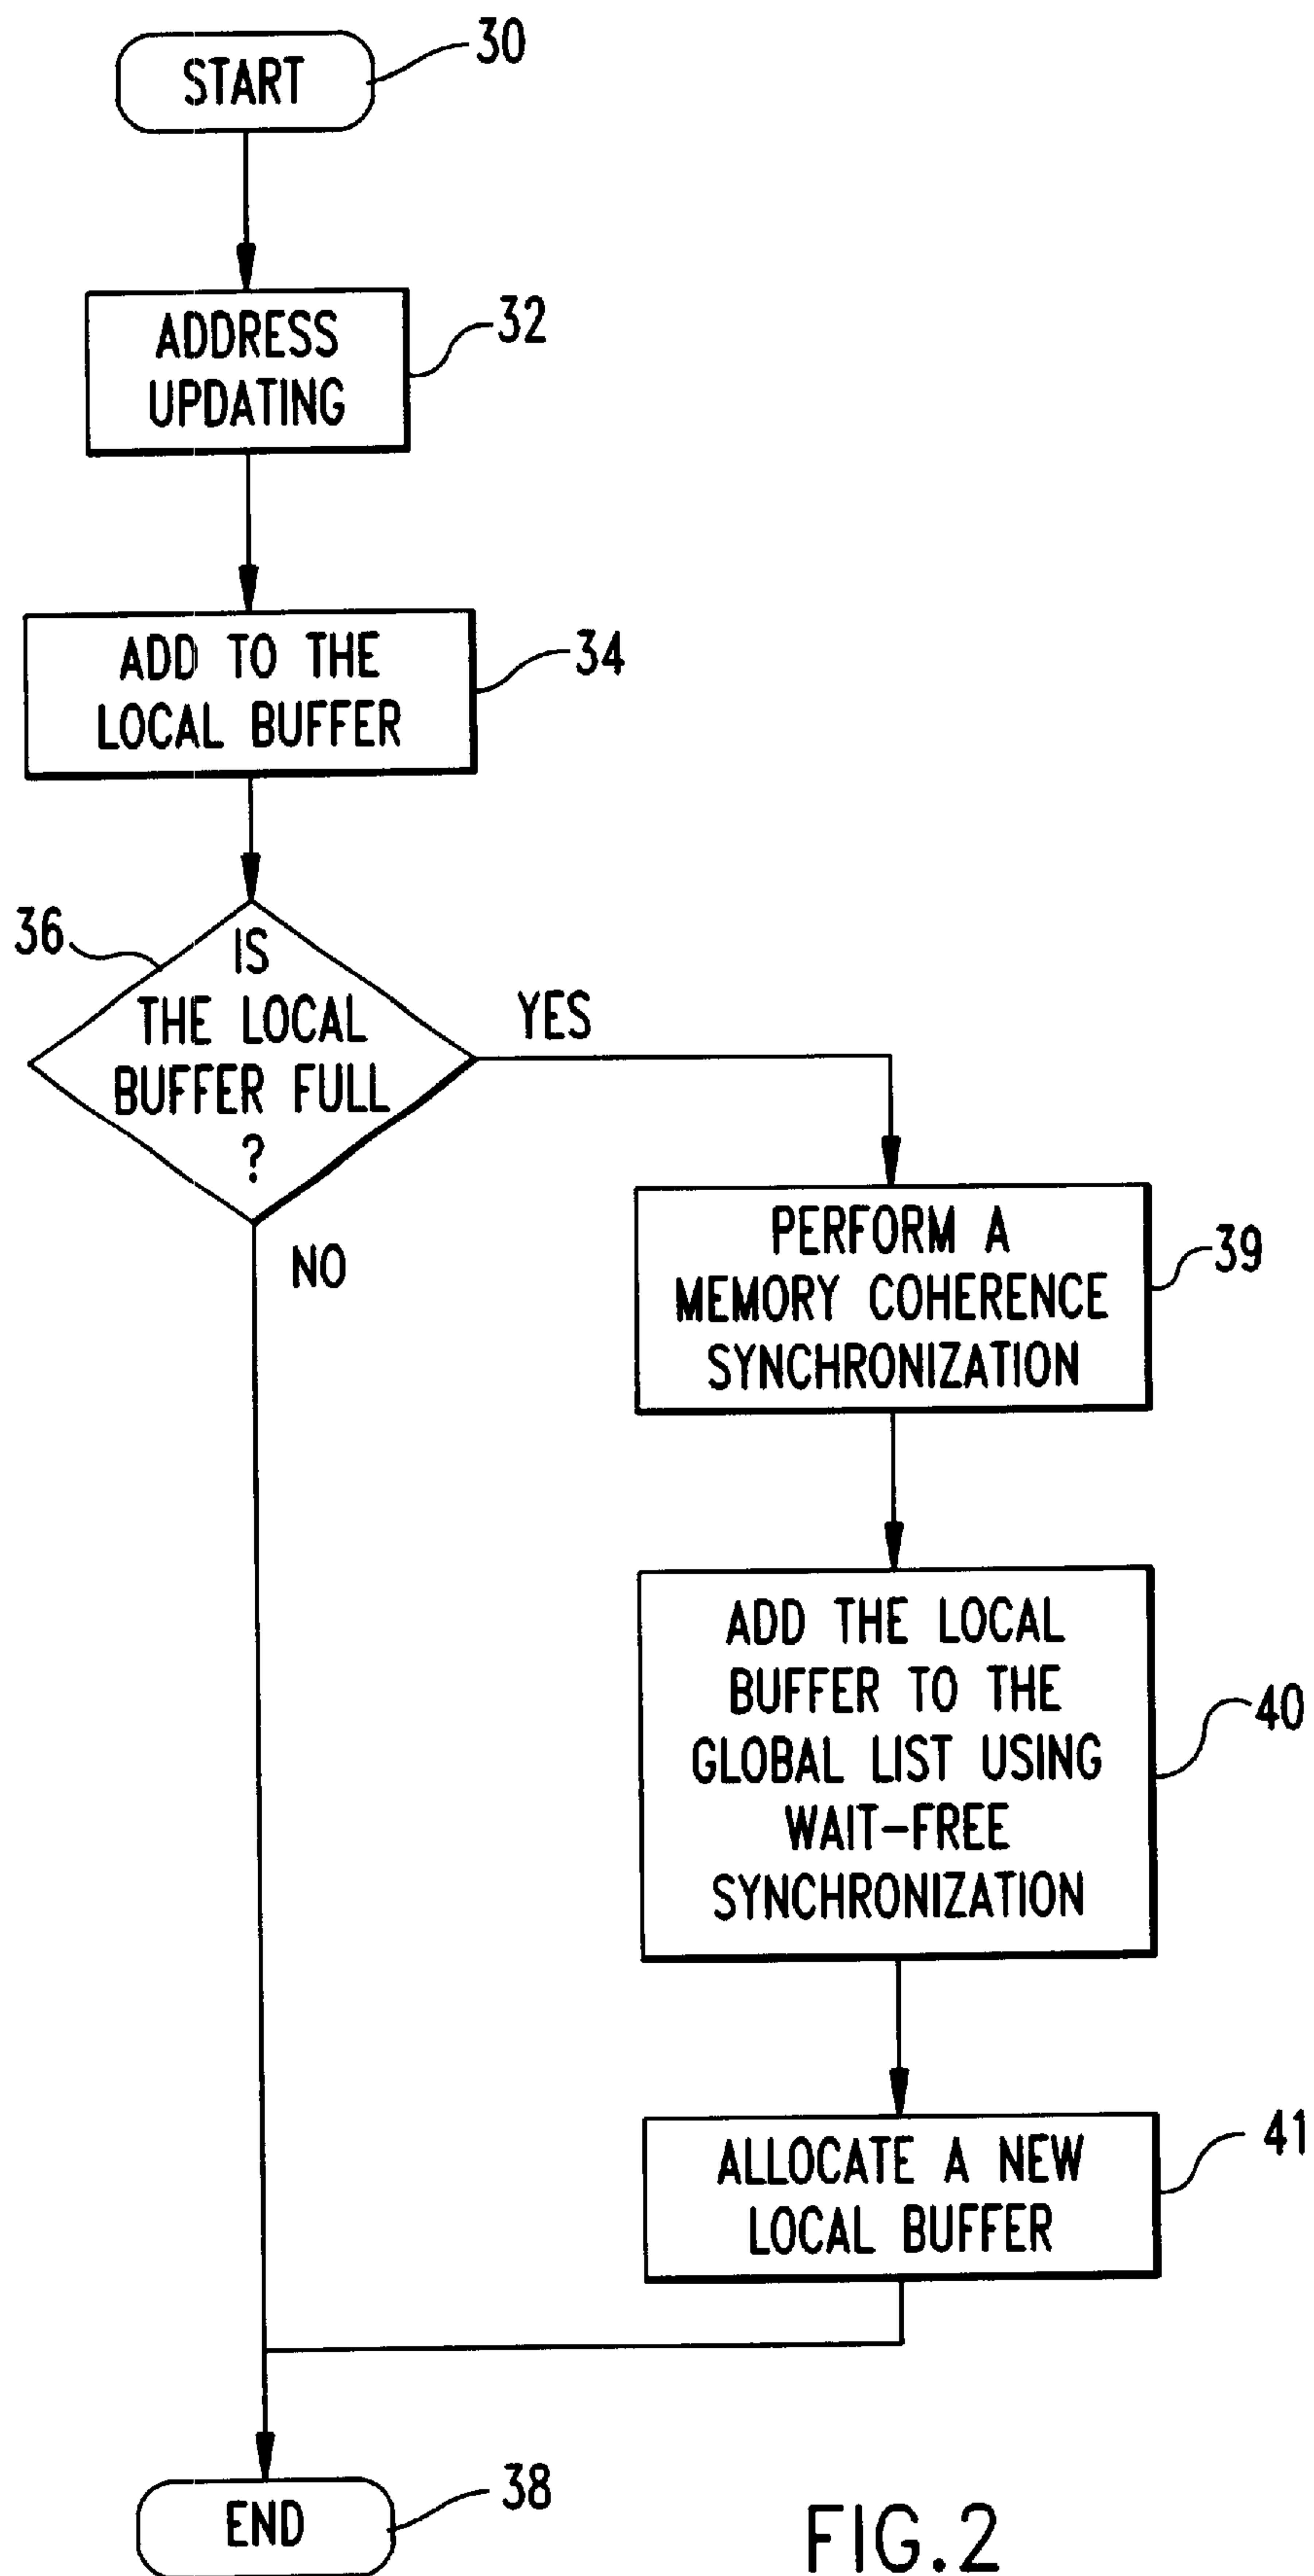 START
30
ADDRESS
UPDATING
32
ADD TO THE
LOCAL BUFFER
34
36
IS
THE LOCAL
BUFFER FULL
?
YES
NO
PERFORM A
MEMORY COHERENCE
SYNCHRONIZATION
39
ADD THE LOCAL
BUFFER TO THE
GLOBAL LIST USING
WAIT-FREE
SYNCHRONIZATION
40
ALLOCATE A NEW
LOCAL BUFFER
41
END
38
FIG.2